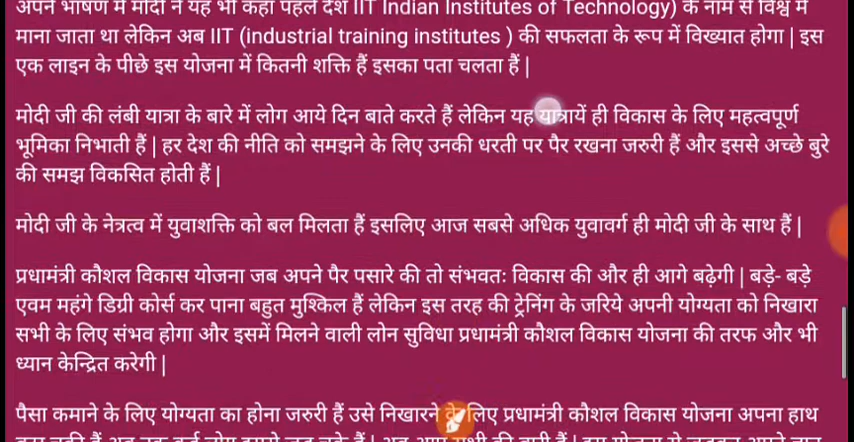 अपने भाषण में मोदी ने यह भी कहा पहले देश IIT Indian Institutes of Technology) के नाम से विश्व में
माना जाता था लेकिन अब IIT (industrial training institutes ) की सफलता के रूप में विख्यात होगा | इस
एक लाइन के पीछे इस योजना में कितनी शक्ति हैं इसका पता चलता हैं |
मोदी जी की लंबी यात्रा के बारे में लोग आये दिन बाते करते हैं लेकिन यह यात्रायें ही विकास के लिए महत्वपूर्ण
भूमिका निभाती हैं | हर देश की नीति को समझने के लिए उनकी धरती पर पैर रखना जरुरी हैं और इससे अच्छे बुरे
की समझ विकसित होती हैं |
मोदी जी के नेत्रत्व में युवाशक्ति को बल मिलता हैं इसलिए आज सबसे अधिक युवावर्ग ही मोदी जी के साथ हैं |
प्रधामंत्री कौशल विकास योजना जब अपने पैर पसारे की तो संभवतः विकास की और ही आगे बढ़ेगी | बड़े- बड़े
एवम महंगे डिग्री कोर्स कर पाना बहुत मुश्किल हैं लेकिन इस तरह की ट्रेनिंग के जरिये अपनी योग्यता को निखारा
सभी के लिए संभव होगा और इसमें मिलने वाली लोन सुविधा प्रधामंत्री कौशल विकास योजना की तरफ और भी
ध्यान केन्द्रित करेगी |
पैसा कमाने के लिए योग्यता का होना जरुरी हैं उसे निखारने के लिए प्रधामंत्री कौशल विकास योजना अपना हाथ